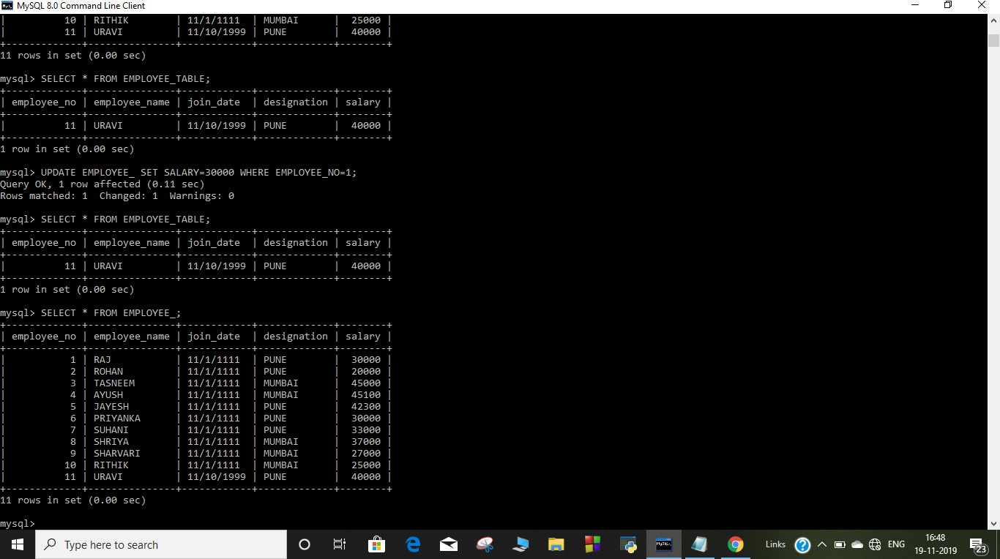 MySQL 8.0 Command Line Client
|          10 | RITHIK        | 11/1/1111  | MUMBAI      |  25000 |
|          11 | URAVI         | 11/10/1999 | PUNE        |  40000 |
+-------------+---------------+------------+-------------+--------+
11 rows in set (0.00 sec)
mysql> SELECT * FROM EMPLOYEE_TABLE;
+-------------+---------------+------------+-------------+--------+
| employee_no | employee_name | join_date  | designation | salary |
+-------------+---------------+------------+-------------+--------+
|          11 | URAVI         | 11/10/1999 | PUNE        |  40000 |
+-------------+---------------+------------+-------------+--------+
1 row in set (0.00 sec)
mysql> UPDATE EMPLOYEE_ SET SALARY=30000 WHERE EMPLOYEE_NO=1;
Query OK, 1 row affected (0.11 sec)
Rows matched: 1  Changed: 1  Warnings: 0
mysql> SELECT * FROM EMPLOYEE_TABLE;
+-------------+---------------+------------+-------------+--------+
| employee_no | employee_name | join_date  | designation | salary |
+-------------+---------------+------------+-------------+--------+
|          11 | URAVI         | 11/10/1999 | PUNE        |  40000 |
+-------------+---------------+------------+-------------+--------+
1 row in set (0.00 sec)
mysql> SELECT * FROM EMPLOYEE_;
+-------------+---------------+------------+-------------+--------+
| employee_no | employee_name | join_date  | designation | salary |
+-------------+---------------+------------+-------------+--------+
|           1 | RAJ           | 11/1/1111  | PUNE        |  30000 |
|           2 | ROHAN         | 11/1/1111  | PUNE        |  20000 |
|           3 | TASNEEM       | 11/1/1111  | MUMBAI      |  45000 |
|           4 | AYUSH         | 11/1/1111  | MUMBAI      |  45100 |
|           5 | JAYESH        | 11/1/1111  | PUNE        |  42300 |
|           6 | PRIYANKA      | 11/1/1111  | PUNE        |  30000 |
|           7 | SUHANI        | 11/1/1111  | PUNE        |  33000 |
|           8 | SHRIYA        | 11/1/1111  | MUMBAI      |  37000 |
|           9 | SHARVARI      | 11/1/1111  | MUMBAI      |  27000 |
|          10 | RITHIK        | 11/1/1111  | MUMBAI      |  25000 |
|          11 | URAVI         | 11/10/1999 | PUNE        |  40000 |
+-------------+---------------+------------+-------------+--------+
11 rows in set (0.00 sec)
mysql>
Type here to search
Links
ENG
16:48
19-11-2019
23